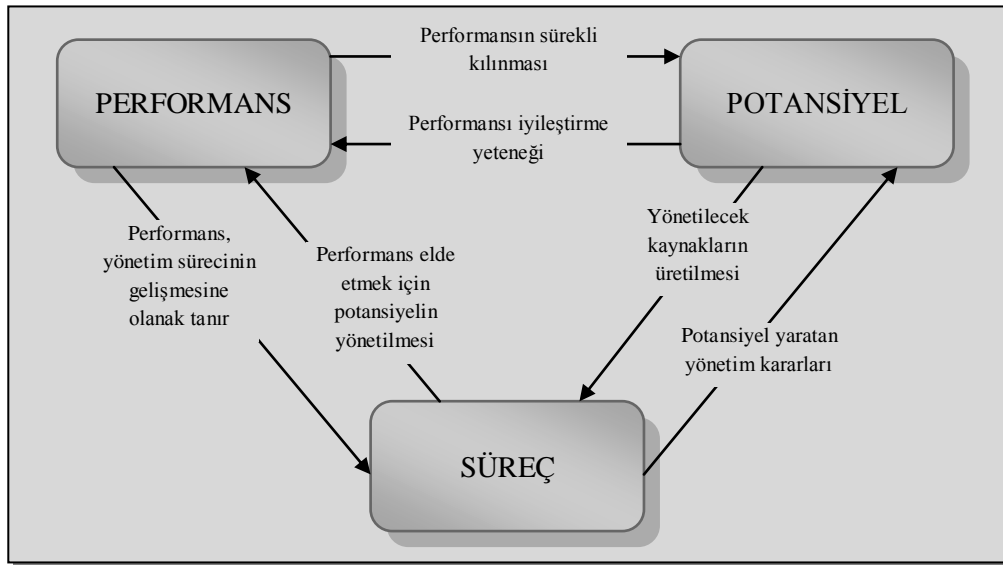 Performansın sürekli
kılınması
PERFORMANS
POTANSİYEL
Performansı iyileştirme
yeteneği
Performans,
yönetim sürecinin
gelişmesine
olanak tanır
Performans elde
etmek için
potansiyelin
yönetilmesi
Yönetilecek
kaynakların
üretilmesi
Potansiyel yaratan
yönetim kararları
SÜREÇ